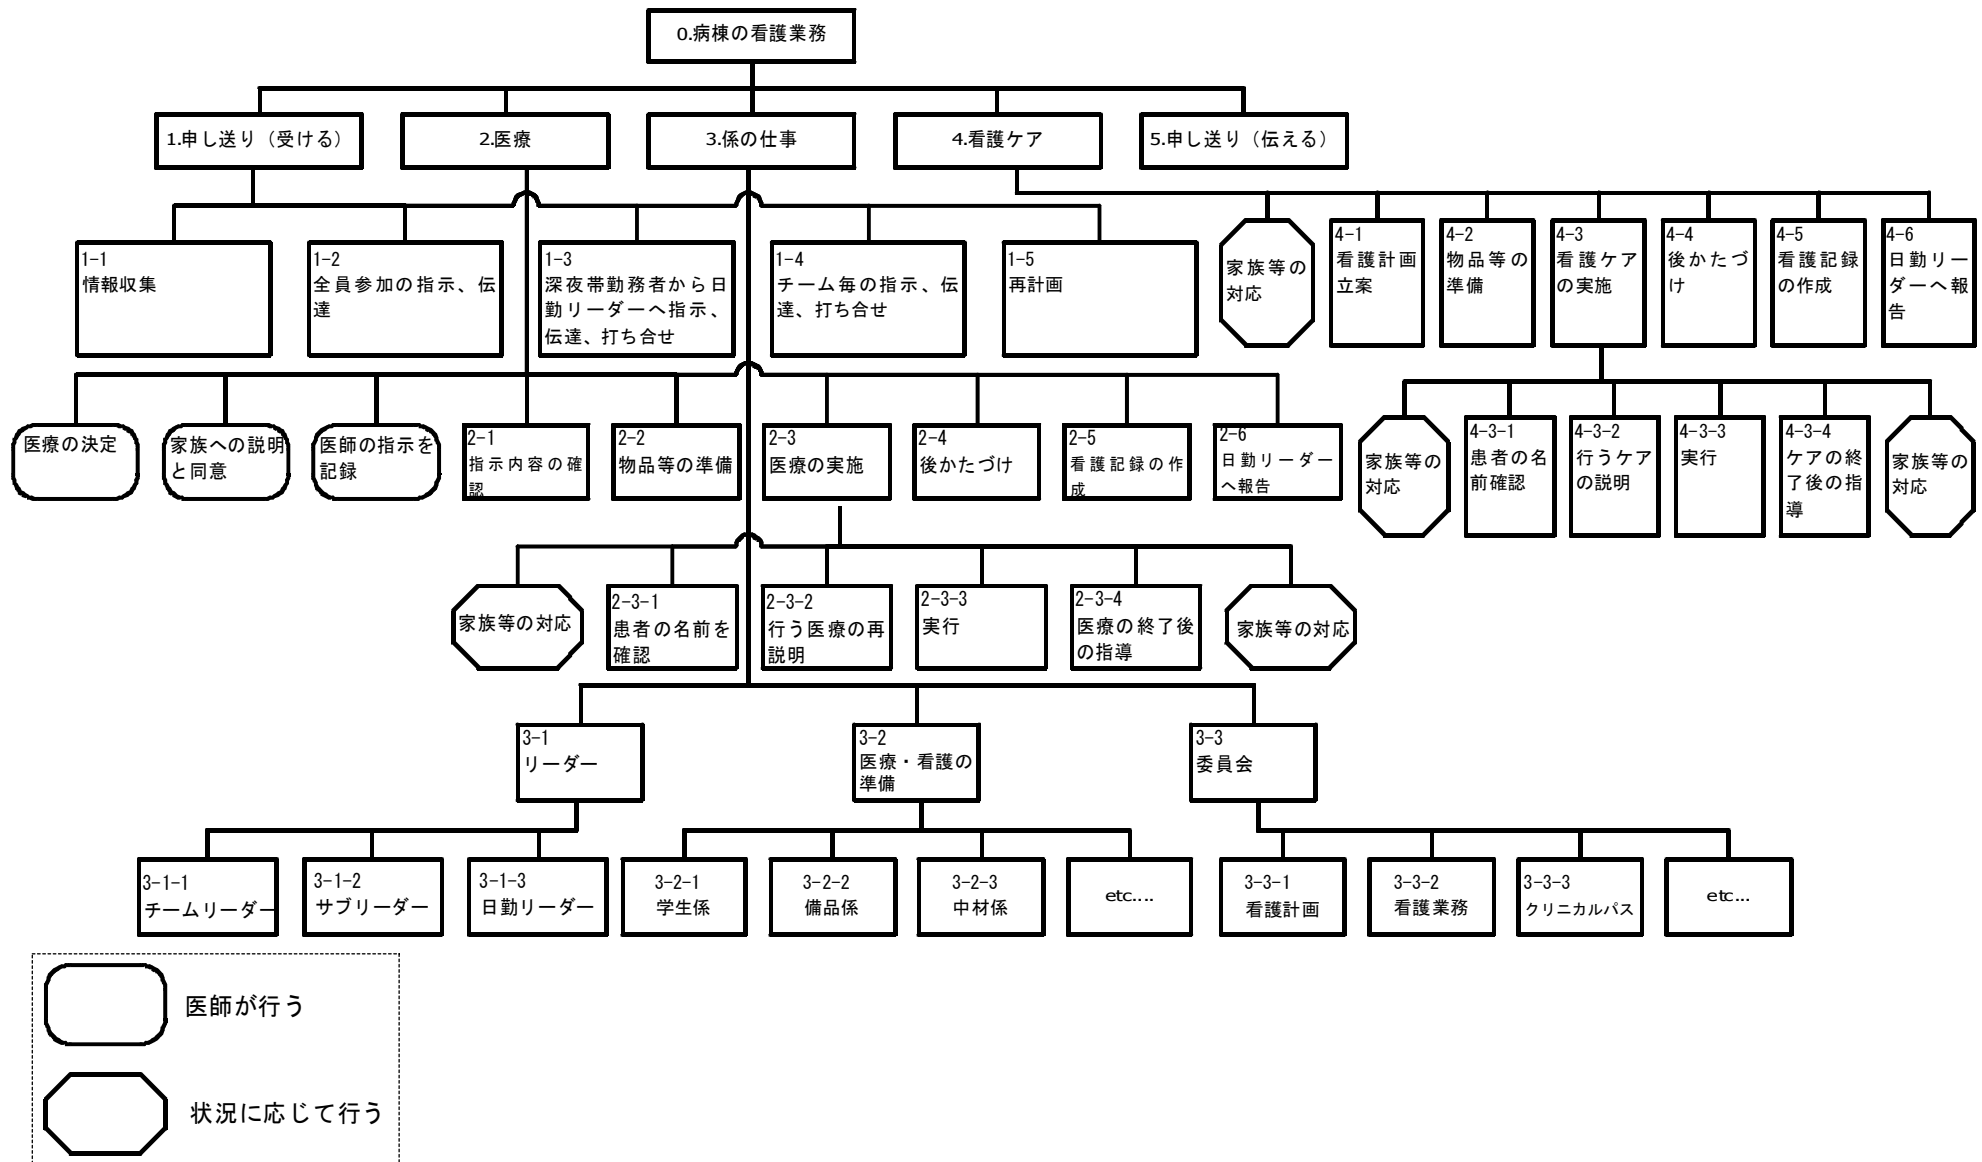 0.病棟の看護業務
1.申し送り（受ける）
2.医療
3.係の仕事
4.看護ケア
5.申し送り（伝える）
1-1
情報収集
1-2
全員参加の指示、伝
達
1-3
深夜帯勤務者から日
勤リーダーへ指示、
伝達、打ち合せ
1-4
チーム毎の指示、伝
達、打ち合せ
1-5
再計画
家族等の
対応
4-1
看護計画
立案
4-2
物品等の
準備
4-3
看護ケア
の実施
4-4
後かたづ
け
4-5
看護記録
の作成
4-6
日勤リー
ダーへ報
告
医療の決定
家族への説明
と同意
医師の指示を
記録
2-1
指示内容の確
認
2-2
物品等の準備
2-3
医療の実施
2-4
後かたづけ
2-5
看護記録の作
成
2-6
日勤リーダー
へ報告
家族等の
対応
4-3-1
患者の名
前確認
4-3-2
行うケア
の説明
4-3-3
実行
4-3-4
ケアの終
了後の指
導
家族等の
対応
家族等の対応
2-3-1
患者の名前を
確認
2-3-2
行う医療の再
説明
2-3-3
実行
2-3-4
医療の終了後
の指導
家族等の対応
3-1
リーダー
3-2
医療・看護の
準備
3-3
委員会
3-1-1
チームリーダー
3-1-2
サブリーダー
3-1-3
日勤リーダー
3-2-1
学生係
3-2-2
備品係
3-2-3
中材係
etc....
3-3-1
看護計画
3-3-2
看護業務
3-3-3
クリニカルパス
etc...
医師が行う
状況に応じて行う